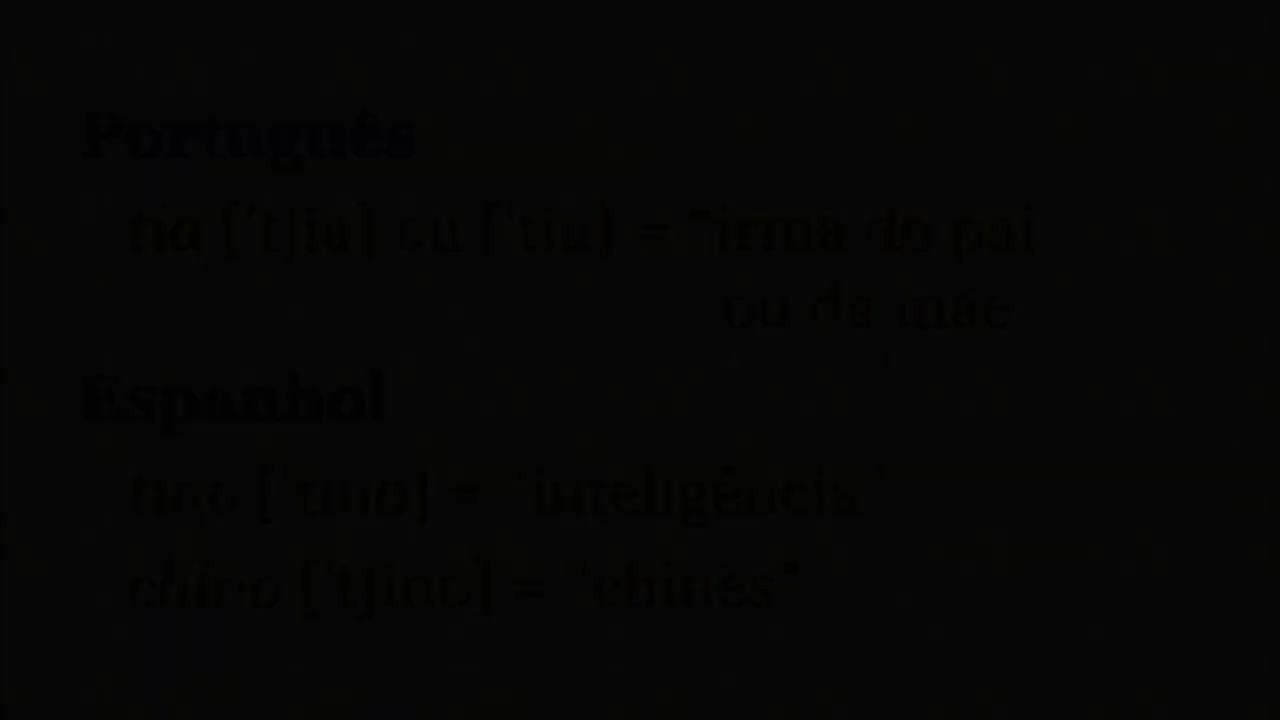 Português
tia ['tʃia] ou ['tia] = "irmã do pai
ou da mãe
Espanhol
tino ['tino] = "inteligência"
chino ['tʃino] = "chinês"